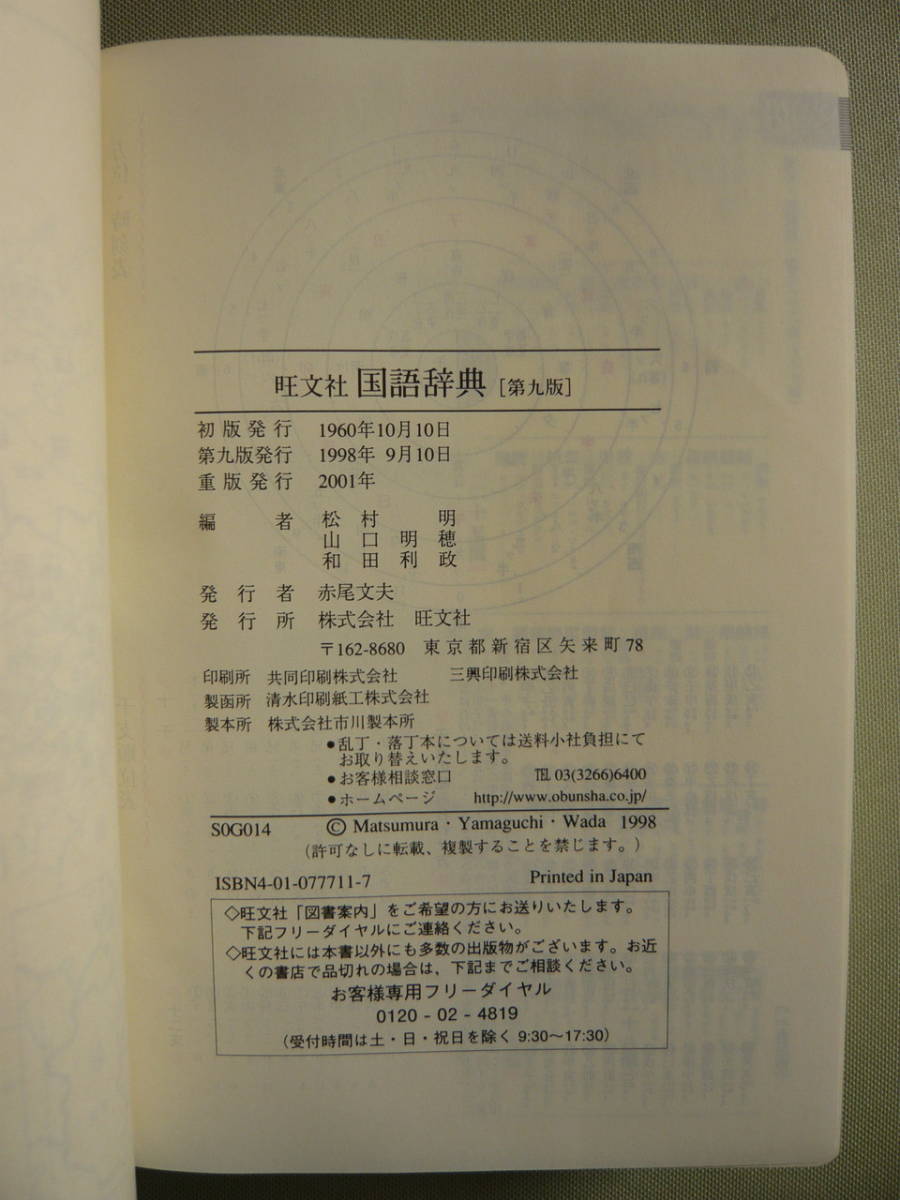 旺文社 国語辞典 [第九版]
初版発行 1960年10月10日
第九版発行 1998年 9月10日
重版発行 2001年
編者 松村 明
山口明穂
和田利政
発行者 赤尾文夫
発行所 株式会社 旺文社
〒162-8680 東京都新宿区矢来町78
印刷所 共同印刷株式会社 三興印刷株式会社
製函所 清水印刷紙工株式会社
製本所 株式会社市川製本所
●乱丁・落丁本については送料小社負担にて
お取り替えいたします。
●お客様相談窓口 TEL 03(3266)6400
●ホームページ http://www.obunsha.co.jp/
S0G014 © Matsumura・Yamaguchi・Wada 1998
(許可なしに転載、複製することを禁じます。)
ISBN4-01-077711-7 Printed in Japan
◇旺文社「図書案内」をご希望の方にお送りいたします。
下記フリーダイヤルにご連絡ください。
◇旺文社には本書以外にも多数の出版物がございます。お近
くの書店で品切れの場合は、下記までご相談ください。
お客様専用フリーダイヤル
0120-02-4819
(受付時間は土・日・祝日を除く 9:30〜17:30)